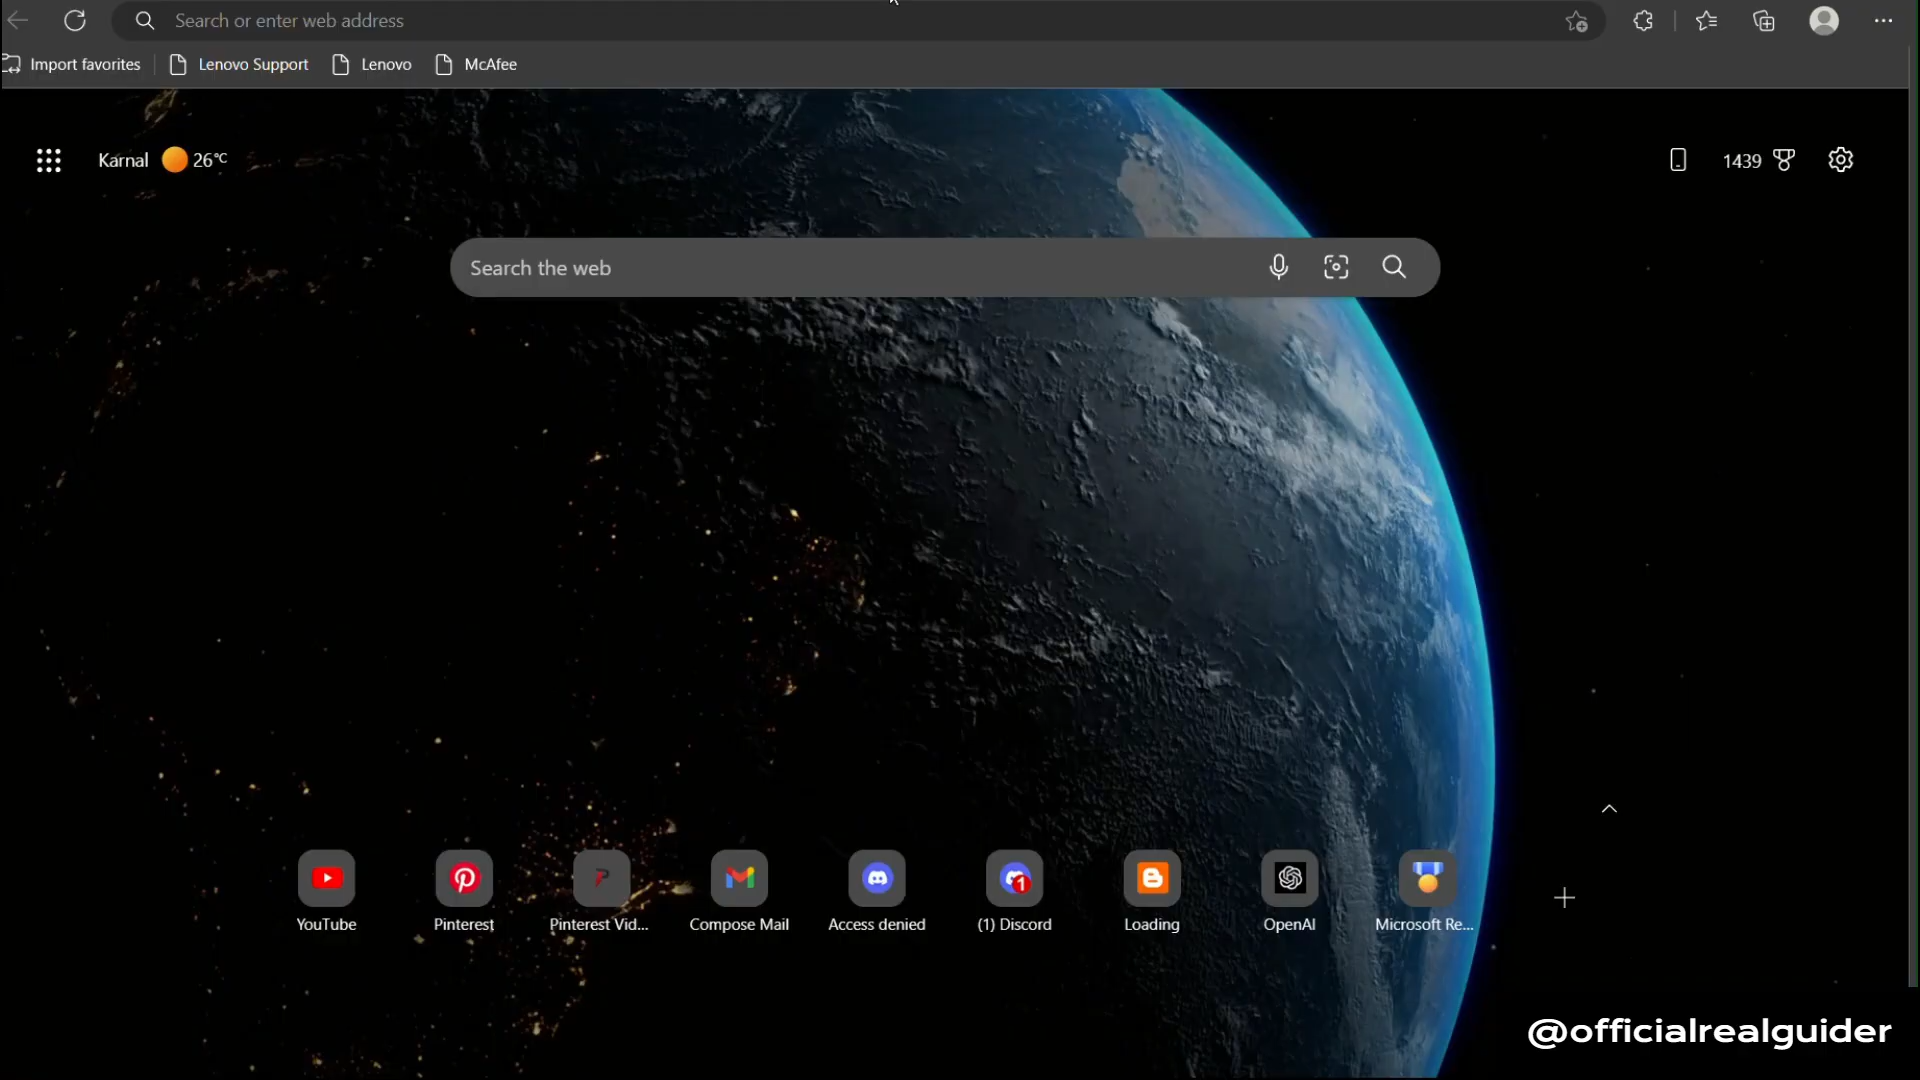 Search or enter web address
Import favorites
Lenovo Support
Lenovo
McAfee
Karnal
26°C
1439
Search the web
YouTube
Pinterest
Pinterest Vid...
Compose Mail
Access denied
1
(1) Discord
Loading
OpenAI
Microsoft Re...
@officialrealguider